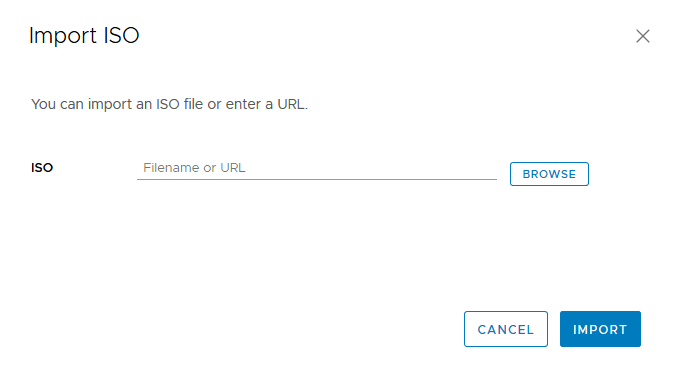 Import ISO
You can import an ISO file or enter a URL.
ISO Filename or URL BROWSE
CANCEL IMPORT